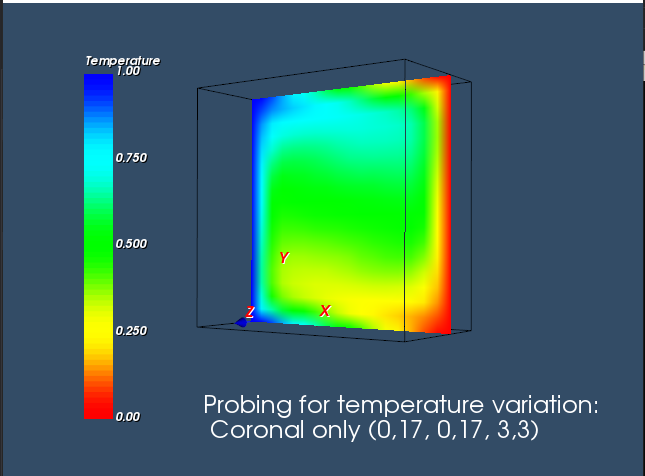 Temperature
1.00
0.750
0.500
0.250
0.00
Y
Z
X
Probing for temperature variation:
Coronal only (0,17, 0,17, 3,3)